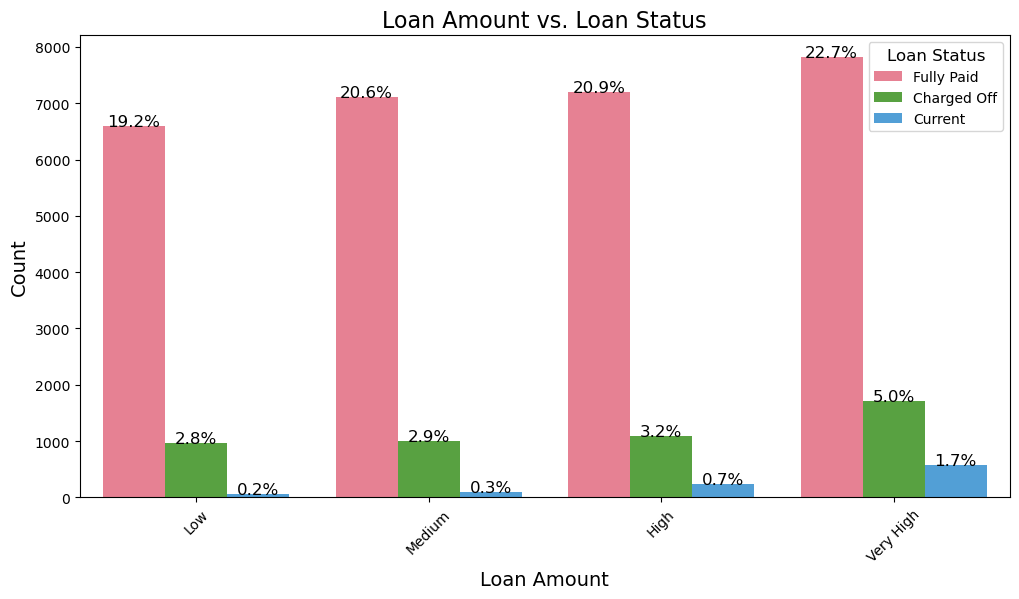 Loan Amount vs. Loan Status
Count
8000
7000
6000
5000
4000
3000
2000
1000
0
19.2%
2.8%
0.2%
20.6%
2.9%
0.3%
20.9%
3.2%
0.7%
22.7%
5.0%
1.7%
Loan Status
Fully Paid
Charged Off
Current
Low
Medium
High
Very High
Loan Amount